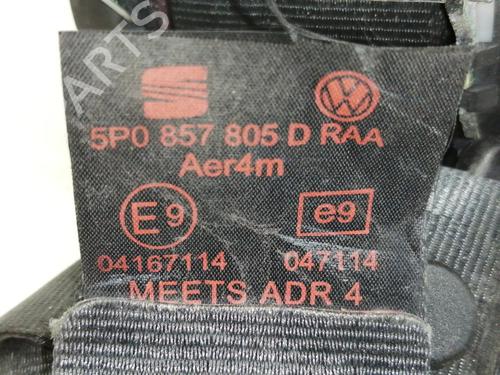 5P0 857 805 D RAA
Aer4m
E9 e9
04167114 047114
MEETS ADR 4